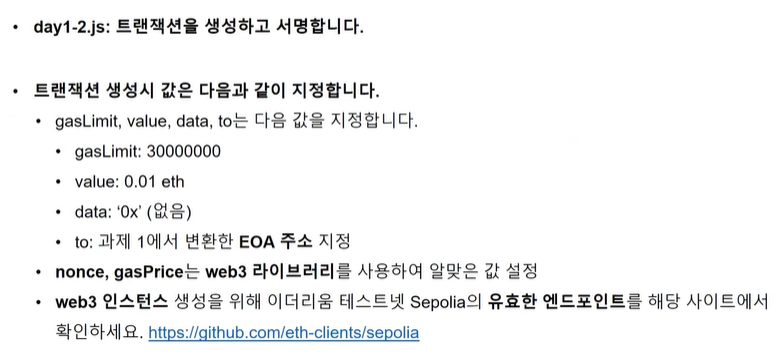 • day1-2.js: 트랜잭션을 생성하고 서명합니다.
• 트랜잭션 생성시 값은 다음과 같이 지정합니다.
• gasLimit, value, data, to는 다음 값을 지정합니다.
• gasLimit: 30000000
• value: 0.01 eth
• data: ‘0x’ (없음)
• to: 과제 1에서 변환한 EOA 주소 지정
• nonce, gasPrice는 web3 라이브러리를 사용하여 알맞은 값 설정
• web3 인스턴스 생성을 위해 이더리움 테스트넷 Sepolia의 유효한 엔드포인트를 해당 사이트에서
확인하세요. https://github.com/eth-clients/sepolia